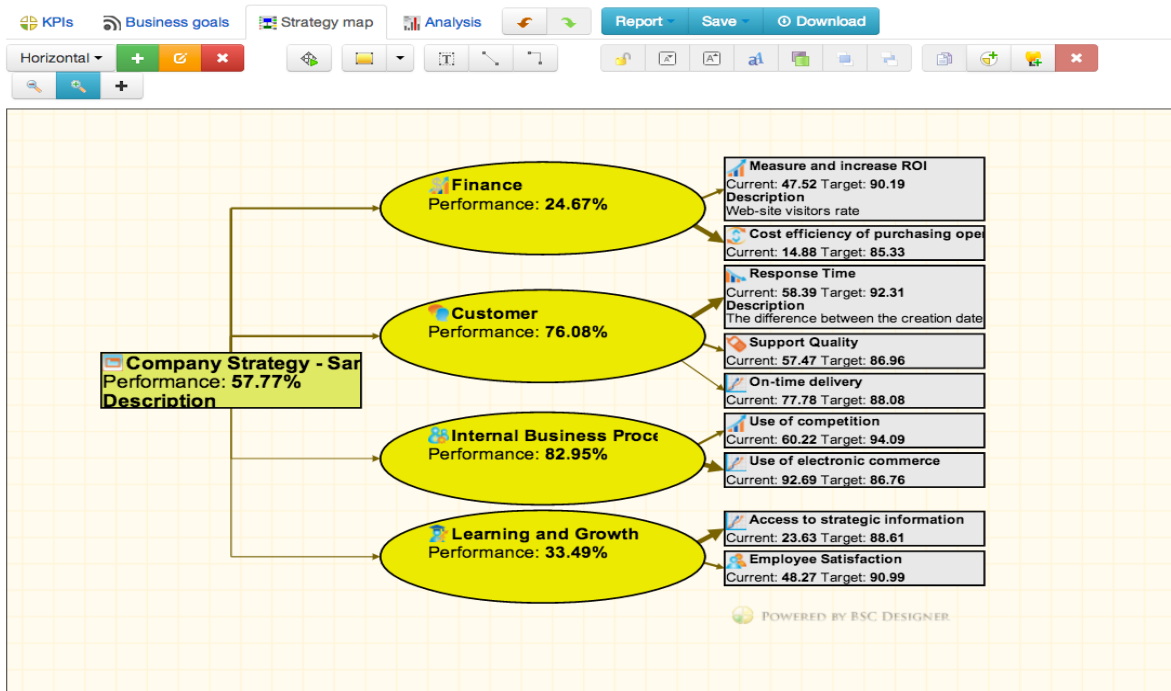 KPIs Business goals Strategy map Analysis Report Save Download
Horizontal
Finance
Performance: 24.67%
Measure and increase ROI
Current: 47.52 Target: 90.19
Description
Web-site visitors rate
Cost efficiency of purchasing oper
Current: 14.88 Target: 85.33
Customer
Performance: 76.08%
Response Time
Current: 58.39 Target: 92.31
Description
The difference between the creation date
Support Quality
Current: 57.47 Target: 86.96
On-time delivery
Current: 77.78 Target: 88.08
Company Strategy - Sar
Performance: 57.77%
Description
Internal Business Proce
Performance: 82.95%
Use of competition
Current: 60.22 Target: 94.09
Use of electronic commerce
Current: 92.69 Target: 86.76
Learning and Growth
Performance: 33.49%
Access to strategic information
Current: 23.63 Target: 88.61
Employee Satisfaction
Current: 48.27 Target: 90.99
Powered by BSC Designer